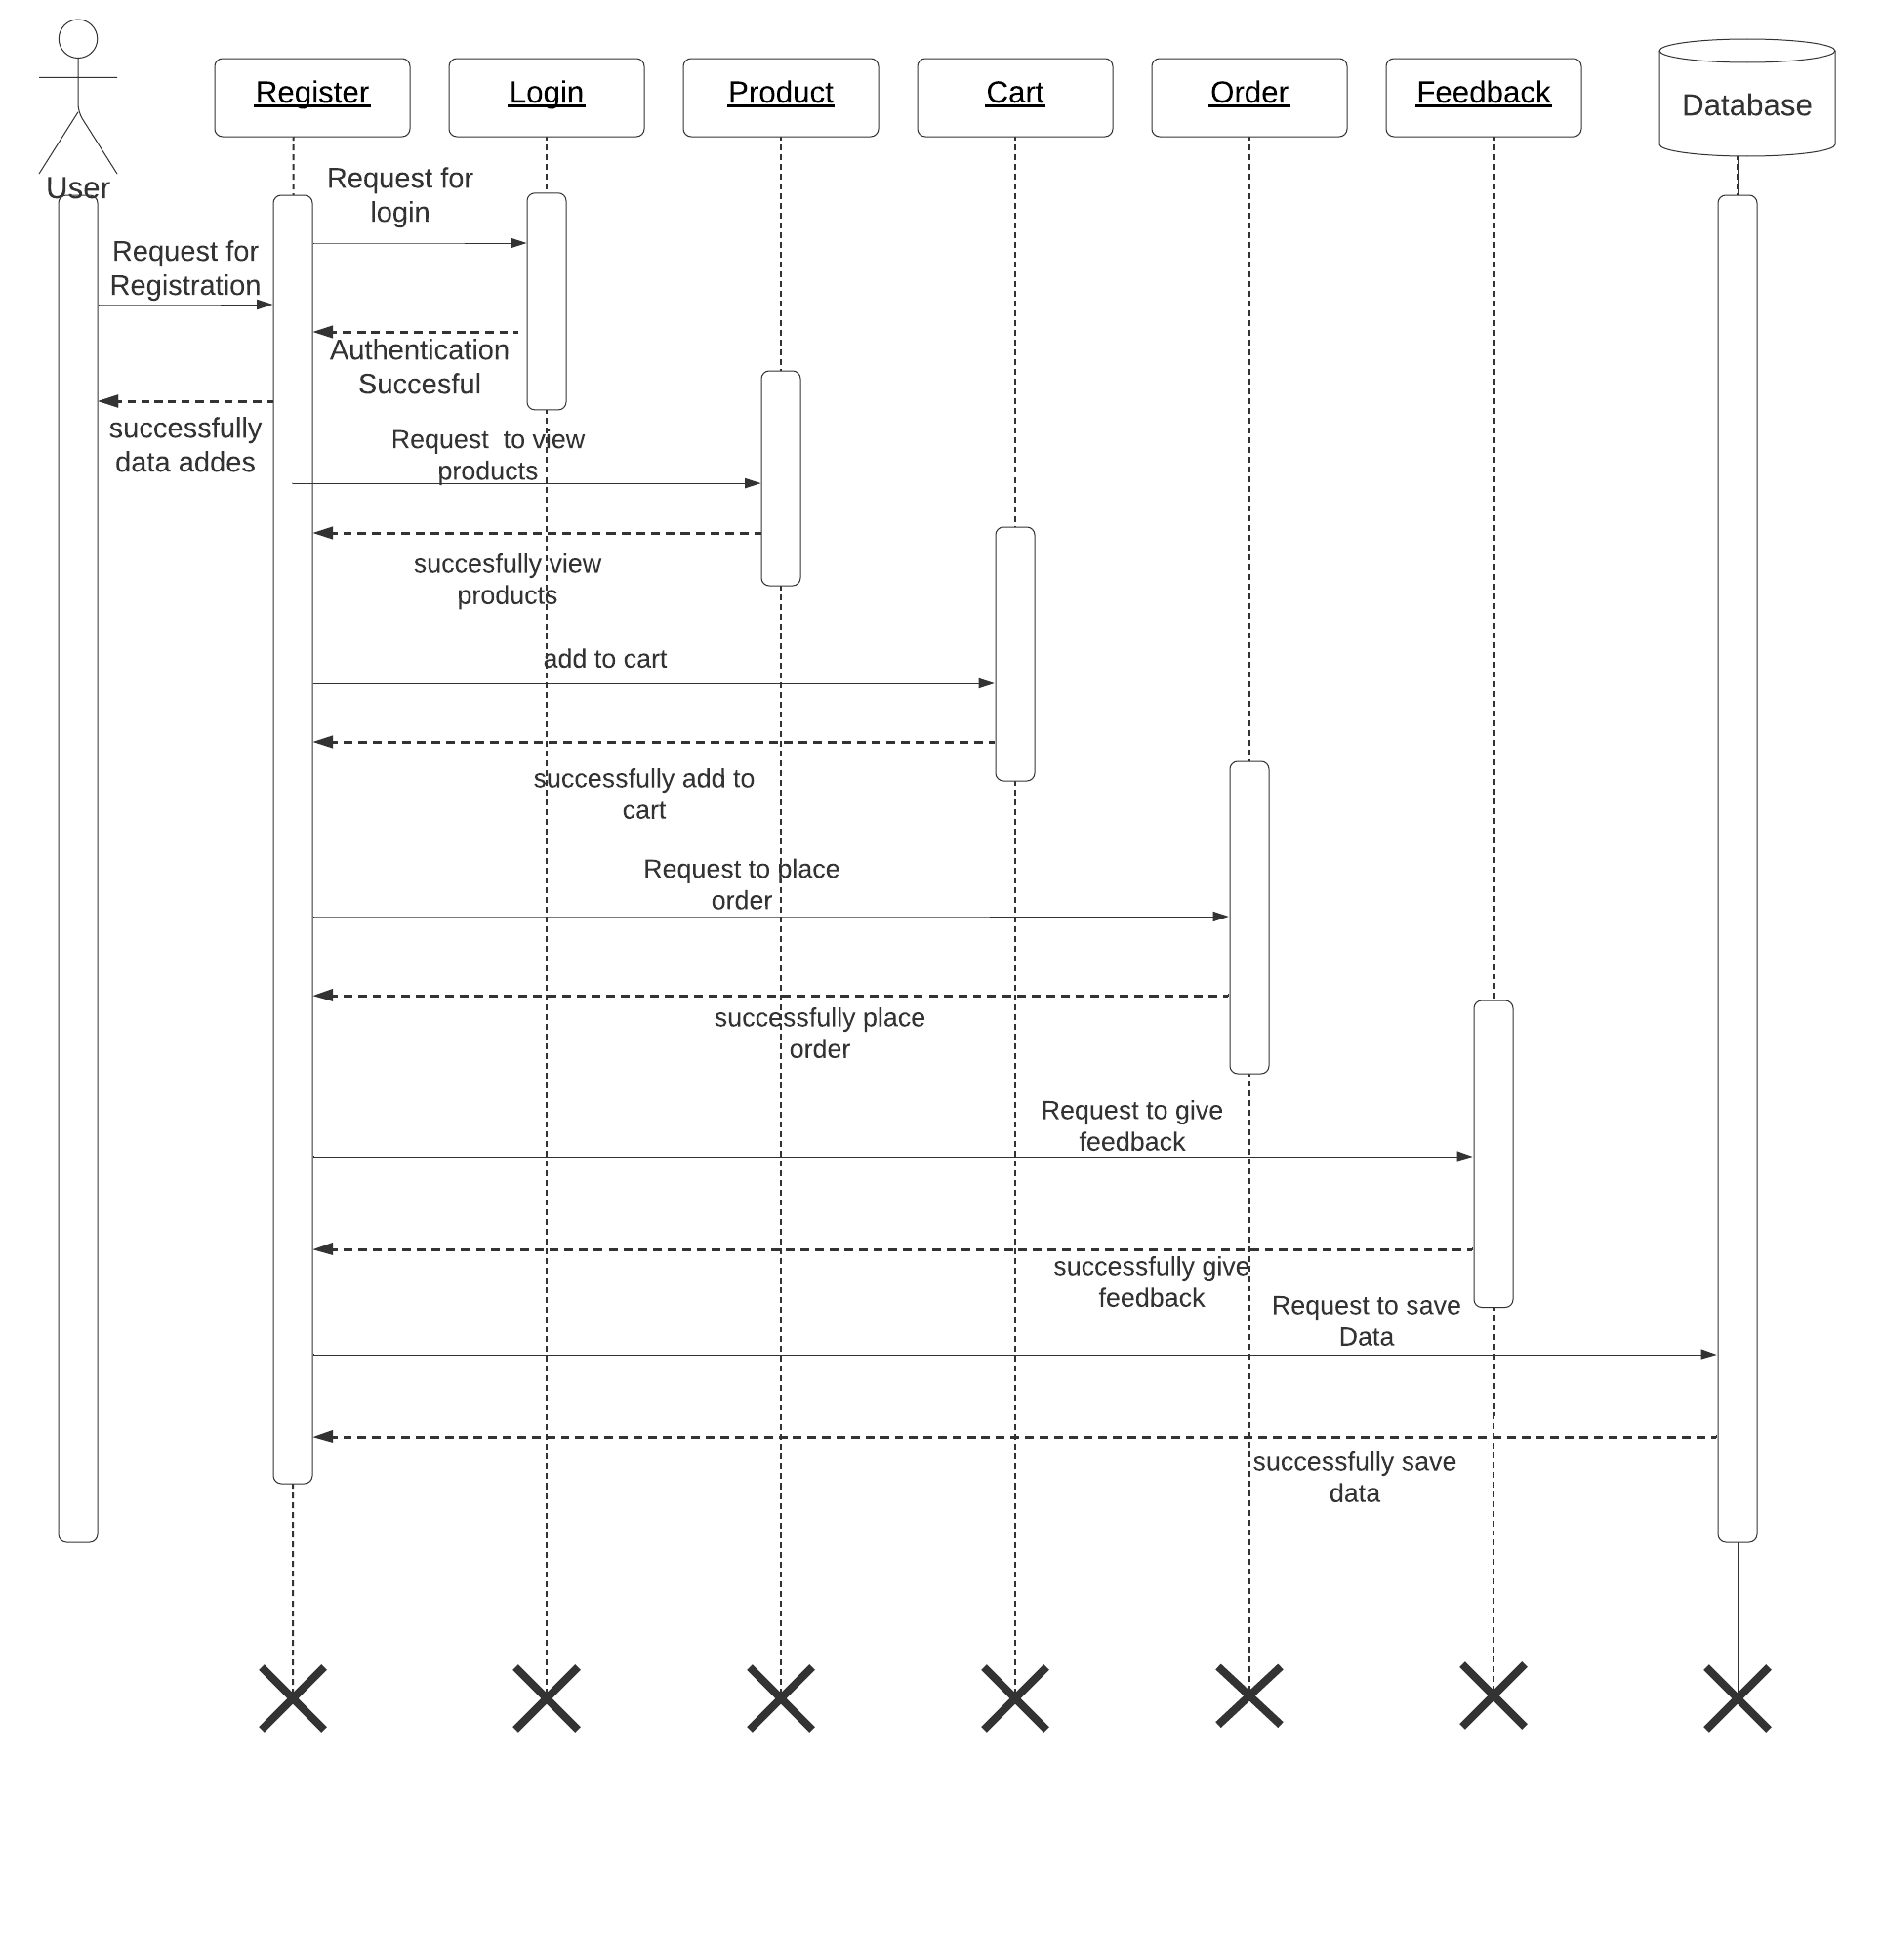 Register
Login
Product
Cart
Order
Feedback
Database
User
Request for
login
Request for
Registration
Authentication
Succesful
successfully
data addes
Request  to view
products
succesfully view
products
add to cart
successfully add to
cart
Request to place
order
successfully place
order
Request to give
feedback
successfully give
feedback
Request to save
Data
successfully save
data